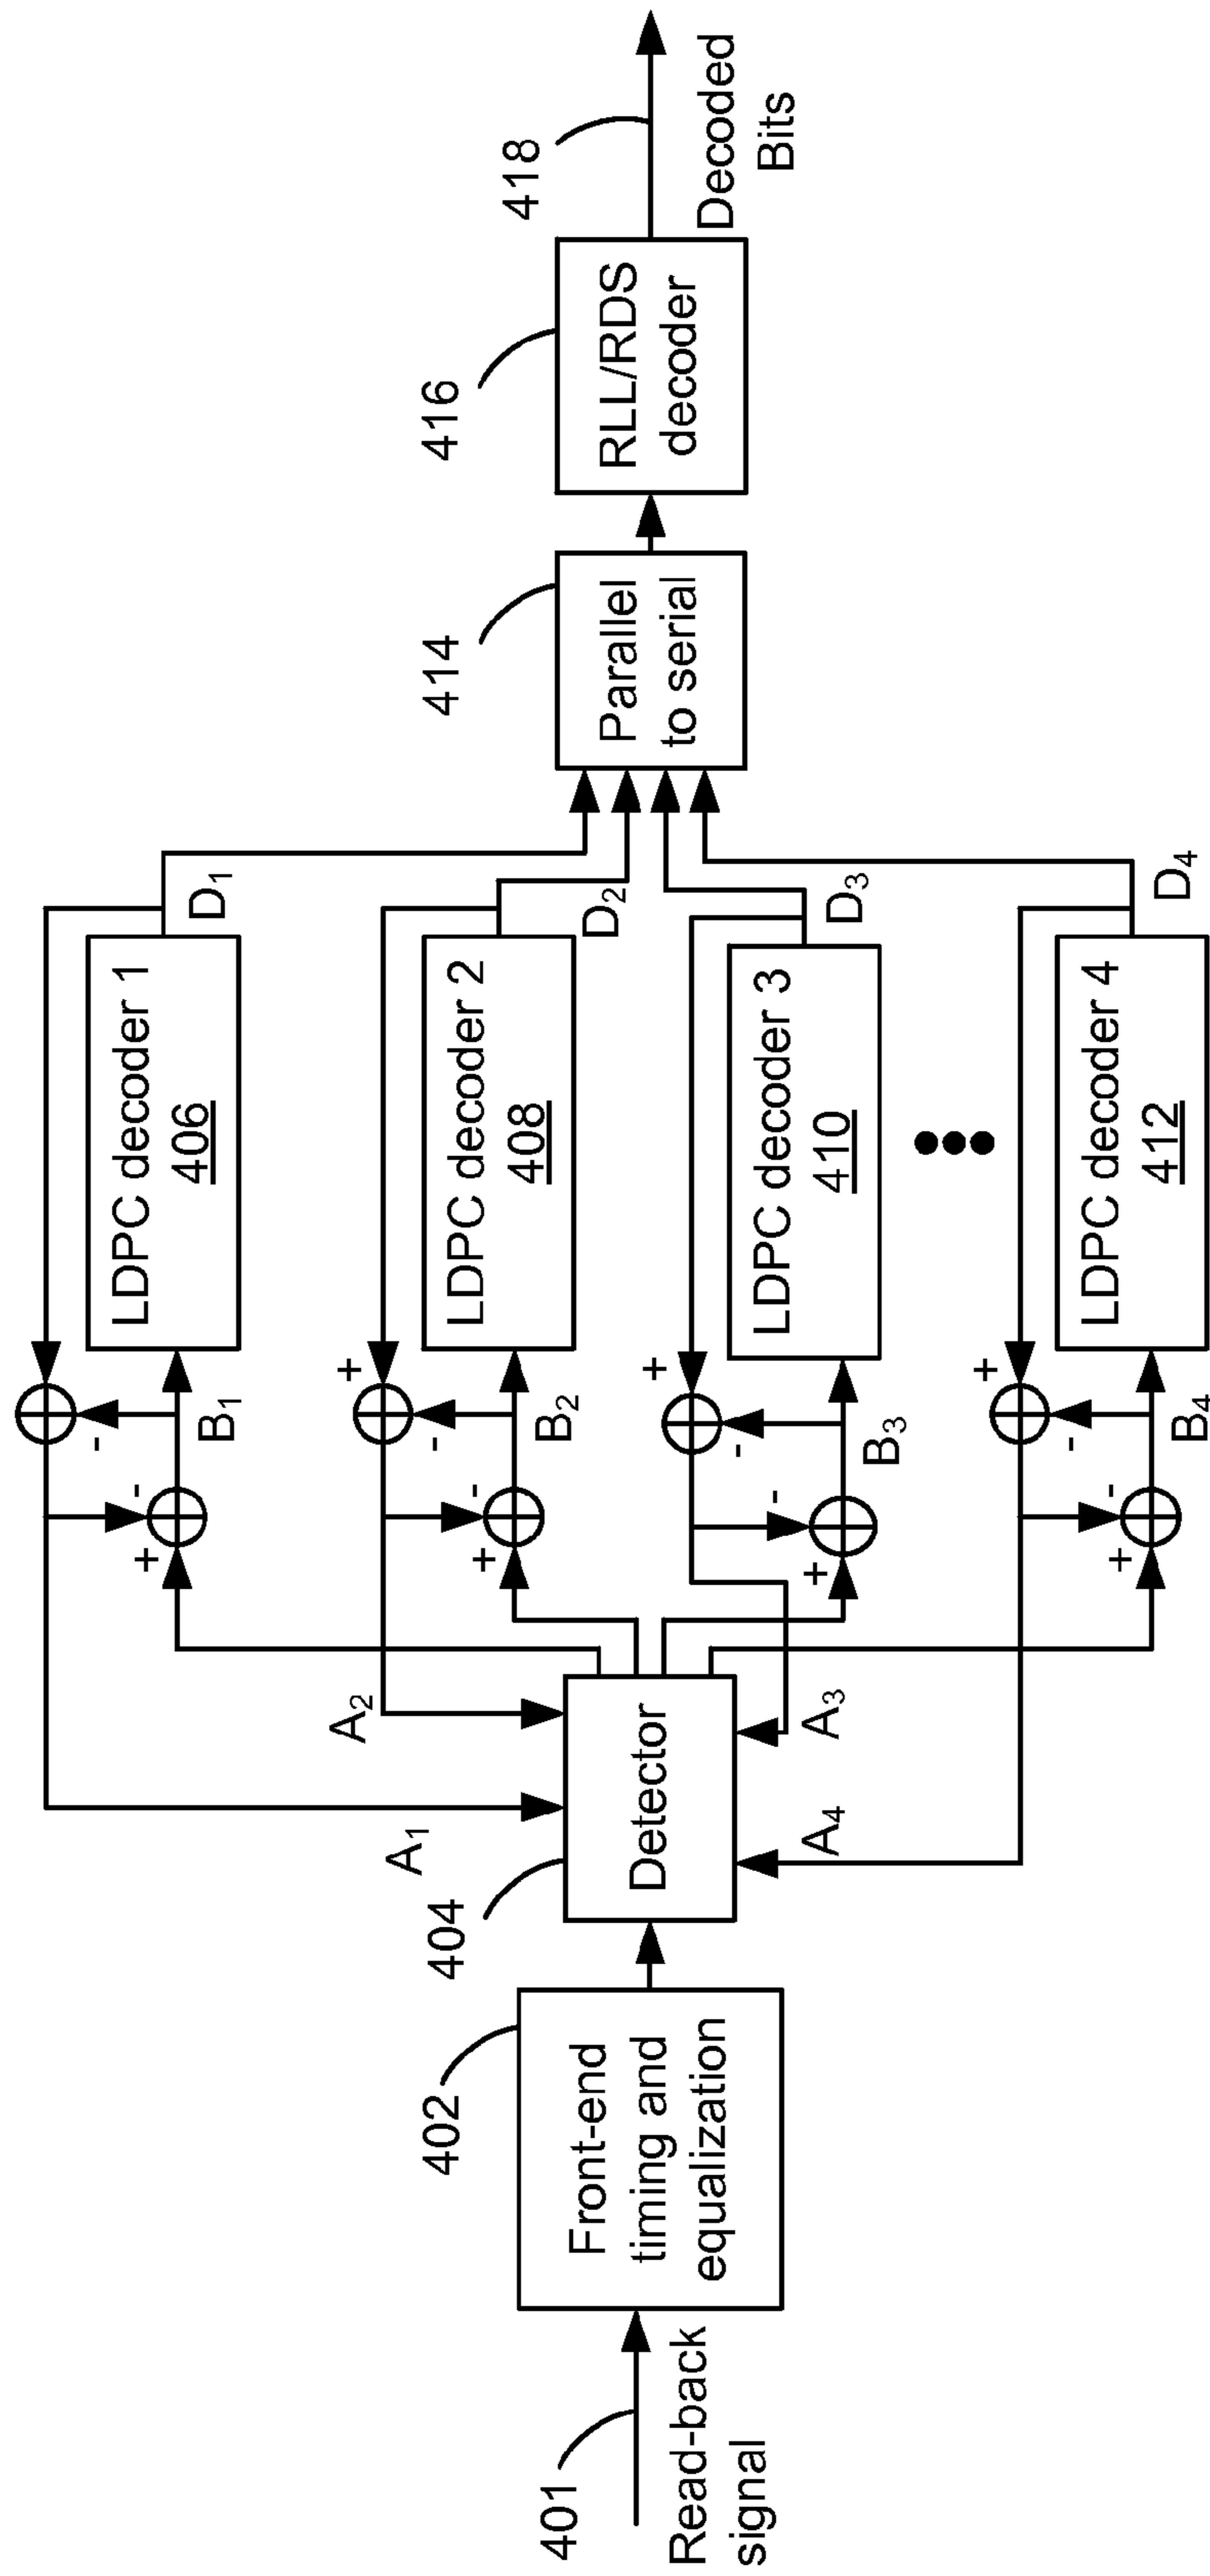 401
Read-back
signal
402
Front-end
timing and
equalization
404
Detector
A1
A2
A3
A4
+
-
-
B1
LDPC decoder 1
406
D1
+
-
+
-
B2
LDPC decoder 2
408
D2
+
-
+
-
B3
LDPC decoder 3
410
D3
+
-
+
-
B4
LDPC decoder 4
412
D4
414
Parallel
to serial
416
RLL/RDS
decoder
418
Decoded
Bits